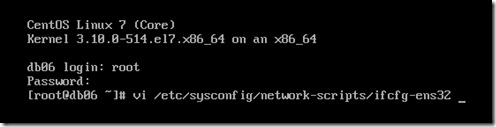 CentOS Linux 7 (Core)
Kernel 3.10.0-514.el7.x86_64 on an x86_64
db06 login: root
Password:
[root@db06 ~]# vi /etc/sysconfig/network-scripts/ifcfg-ens32 _